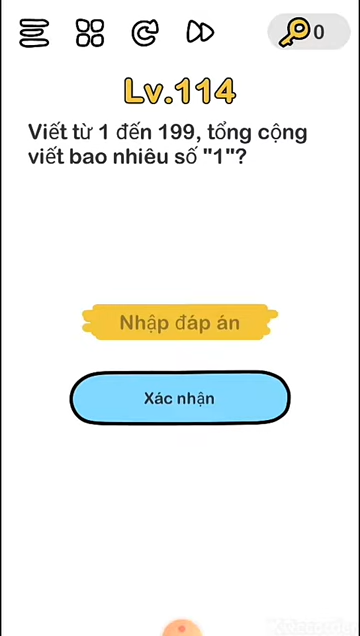 0
Lv.114
Viết từ 1 đến 199, tổng cộng
viết bao nhiêu số "1"?
Nhập đáp án
Xác nhận